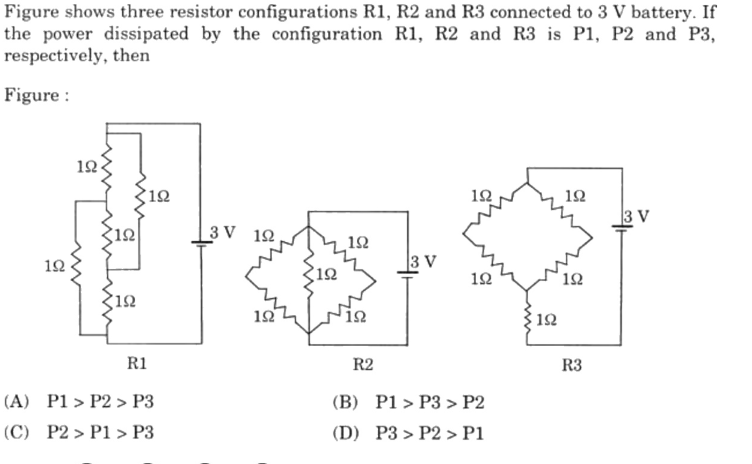 Figure shows three resistor configurations R1, R2 and R3 connected to 3 V battery. If
the power dissipated by the configuration R1, R2 and R3 is P1, P2 and P3,
respectively, then
Figure :
1Ω
1Ω
1Ω
1Ω
1Ω
3 V
R1
1Ω
1Ω
1Ω
1Ω
1Ω
3 V
R2
1Ω
1Ω
1Ω
1Ω
1Ω
3 V
R3
(A) P1 > P2 > P3
(B) P1 > P3 > P2
(C) P2 > P1 > P3
(D) P3 > P2 > P1